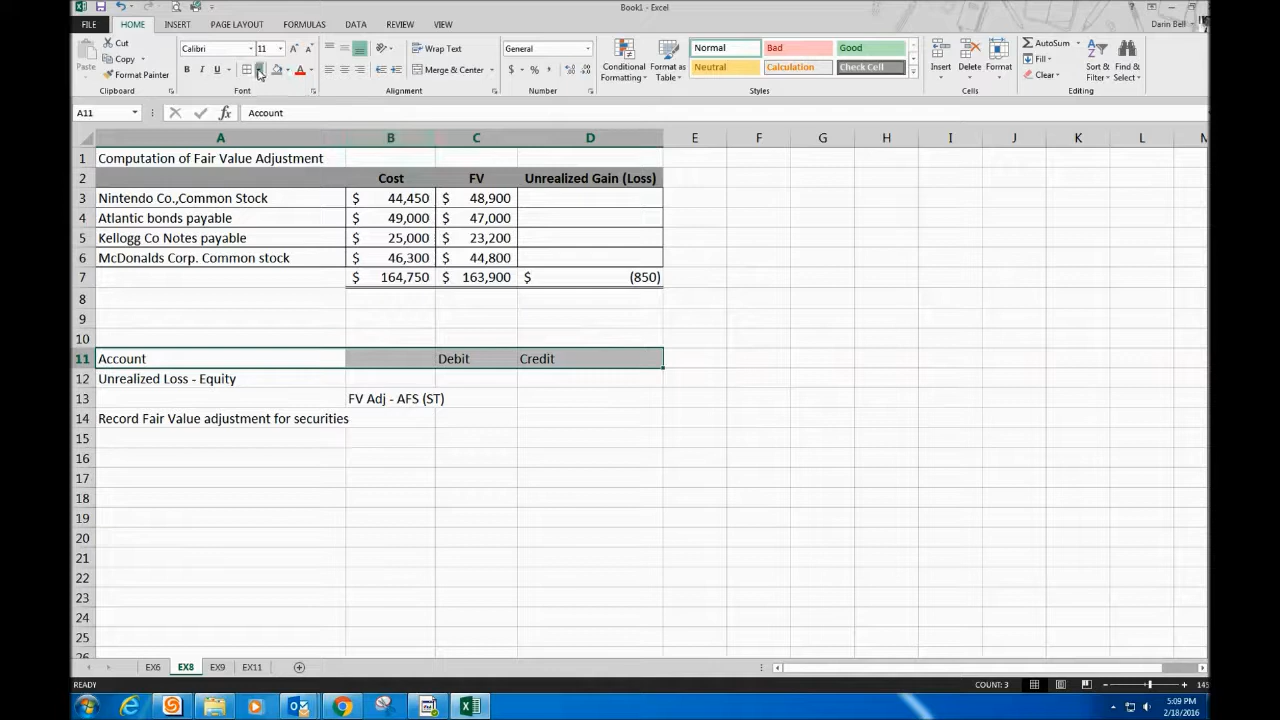 Book1 - Excel
FILE HOME INSERT PAGE LAYOUT FORMULAS DATA REVIEW VIEW Darin Bell
Paste Cut Copy Format Painter Clipboard
Calibri 11 B U Font
Wrap Text Merge & Center Alignment
General $ % Number
Conditional Formatting Format as Table
Normal Bad Good
Neutral Calculation Check Cell
Styles
Insert Delete Format Cells
AutoSum Fill Clear Sort & Filter Find & Select Editing
A11 fx Account
A B C D E F G H I J K L M
1 Computation of Fair Value Adjustment
2 Cost FV Unrealized Gain (Loss)
3 Nintendo Co.,Common Stock $ 44,450 $ 48,900
4 Atlantic bonds payable $ 49,000 $ 47,000
5 Kellogg Co Notes payable $ 25,000 $ 23,200
6 McDonalds Corp. Common stock $ 46,300 $ 44,800
7 $ 164,750 $ 163,900 $ (850)
8
9
10
11 Account Debit Credit
12 Unrealized Loss - Equity
13 FV Adj - AFS (ST)
14 Record Fair Value adjustment for securities
15
16
17
18
19
20
21
22
23
24
25
EX6 EX8 EX9 EX11
READY COUNT: 3
5:09 PM
2/18/2016